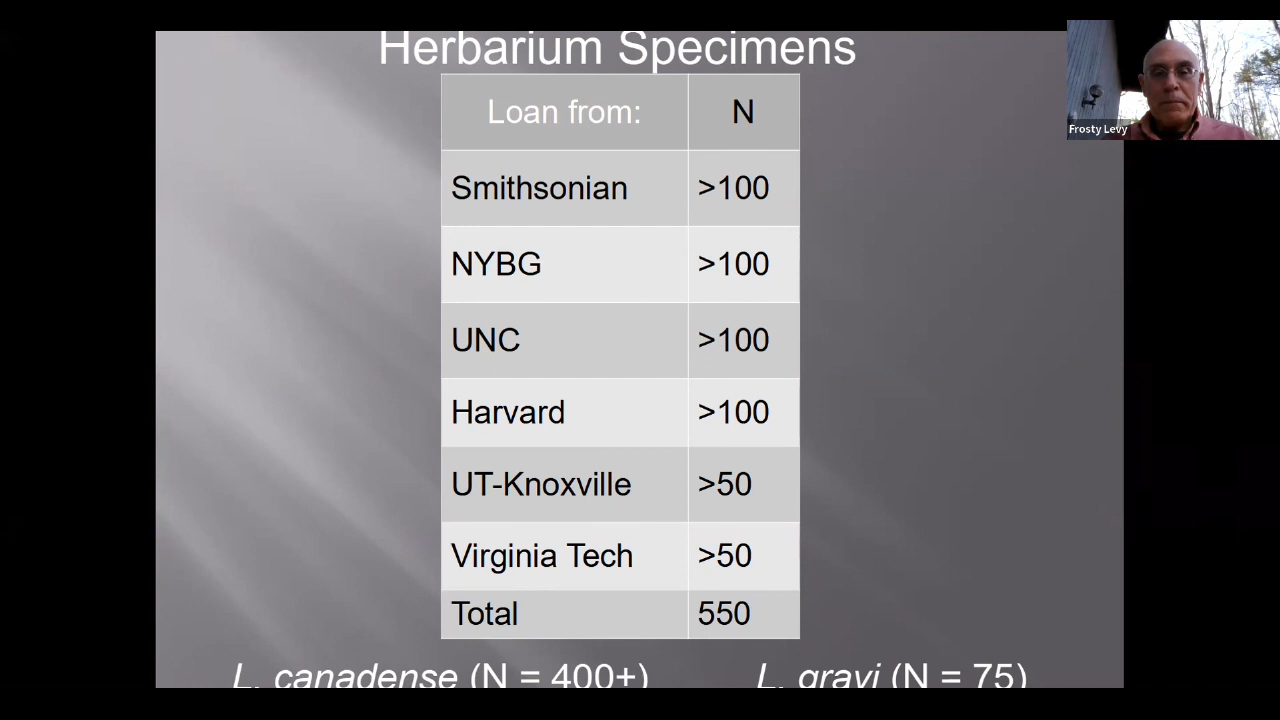 Herbarium Specimens
Loan from: N
Smithsonian >100
NYBG >100
UNC >100
Harvard >100
UT-Knoxville >50
Virginia Tech >50
Total 550
L. canadense (N = 400+) L. grayi (N = 75)
Frosty Levy